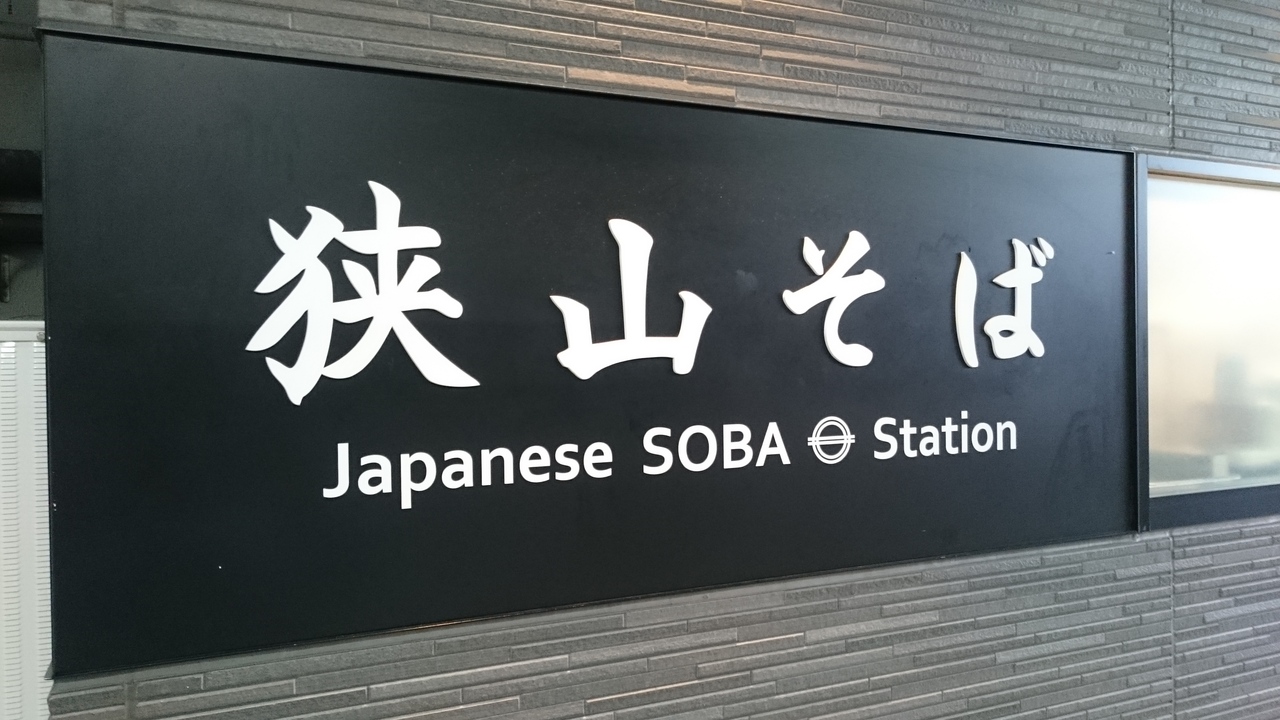 狭山そば
Japanese SOBA Station